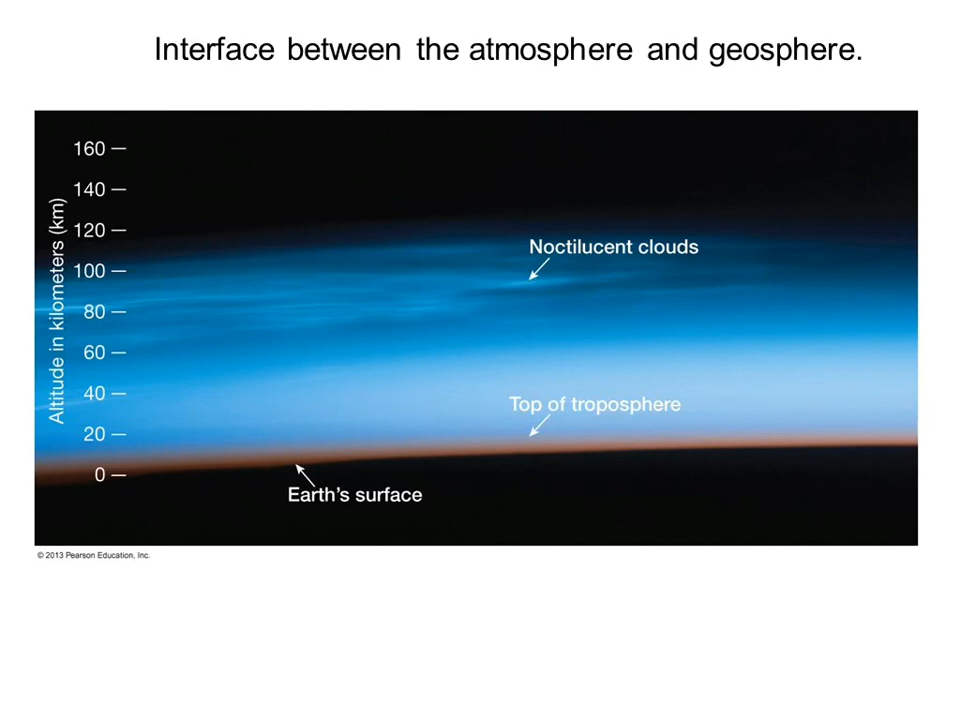 Interface between the atmosphere and geosphere.
160
140
120
100
80
60
40
20
0
Altitude in kilometers (km)
Noctilucent clouds
Top of troposphere
Earth's surface
© 2013 Pearson Education, Inc.